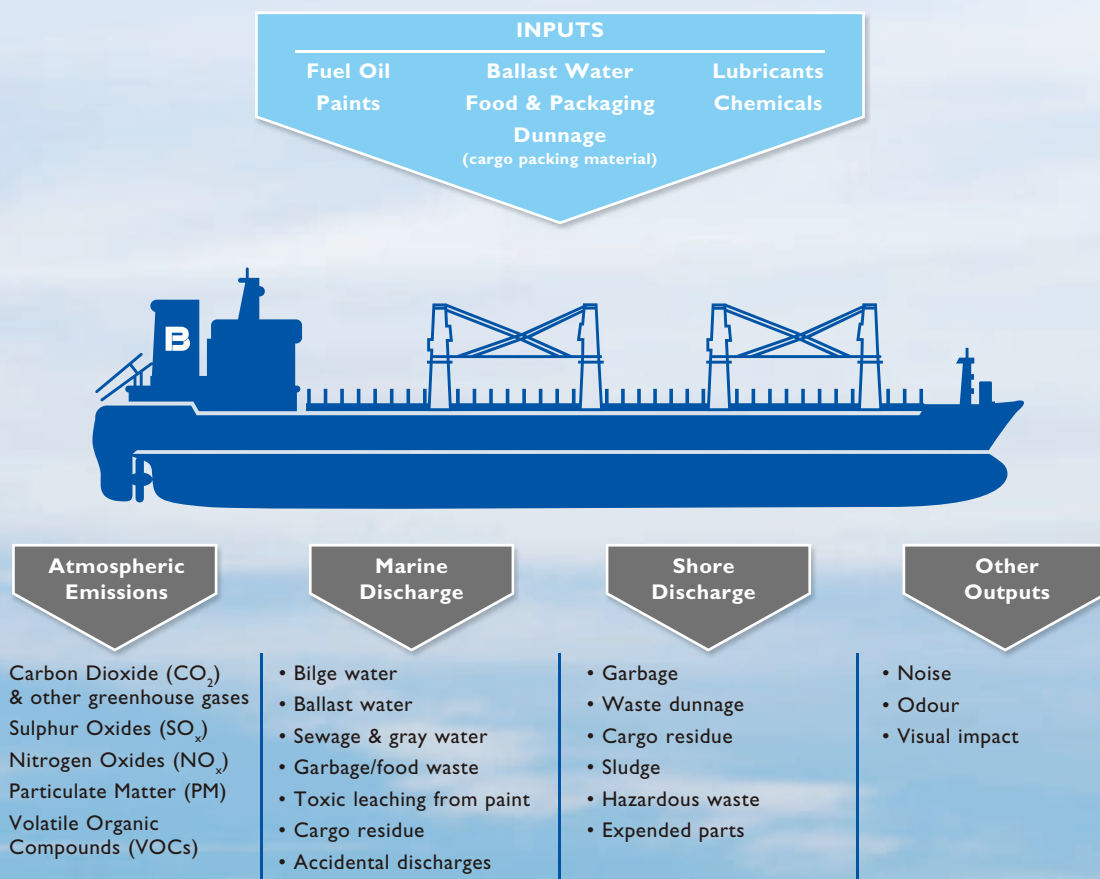 INPUTS
Fuel Oil
Ballast Water
Lubricants
Paints
Food & Packaging
Chemicals
Dunnage
(cargo packing material)
B
Atmospheric
Emissions
Carbon Dioxide (CO₂)
& other greenhouse gases
Sulphur Oxides (SOₓ)
Nitrogen Oxides (NOₓ)
Particulate Matter (PM)
Volatile Organic
Compounds (VOCs)
Marine
Discharge
• Bilge water
• Ballast water
• Sewage & gray water
• Garbage/food waste
• Toxic leaching from paint
• Cargo residue
• Accidental discharges
Shore
Discharge
• Garbage
• Waste dunnage
• Cargo residue
• Sludge
• Hazardous waste
• Expended parts
Other
Outputs
• Noise
• Odour
• Visual impact